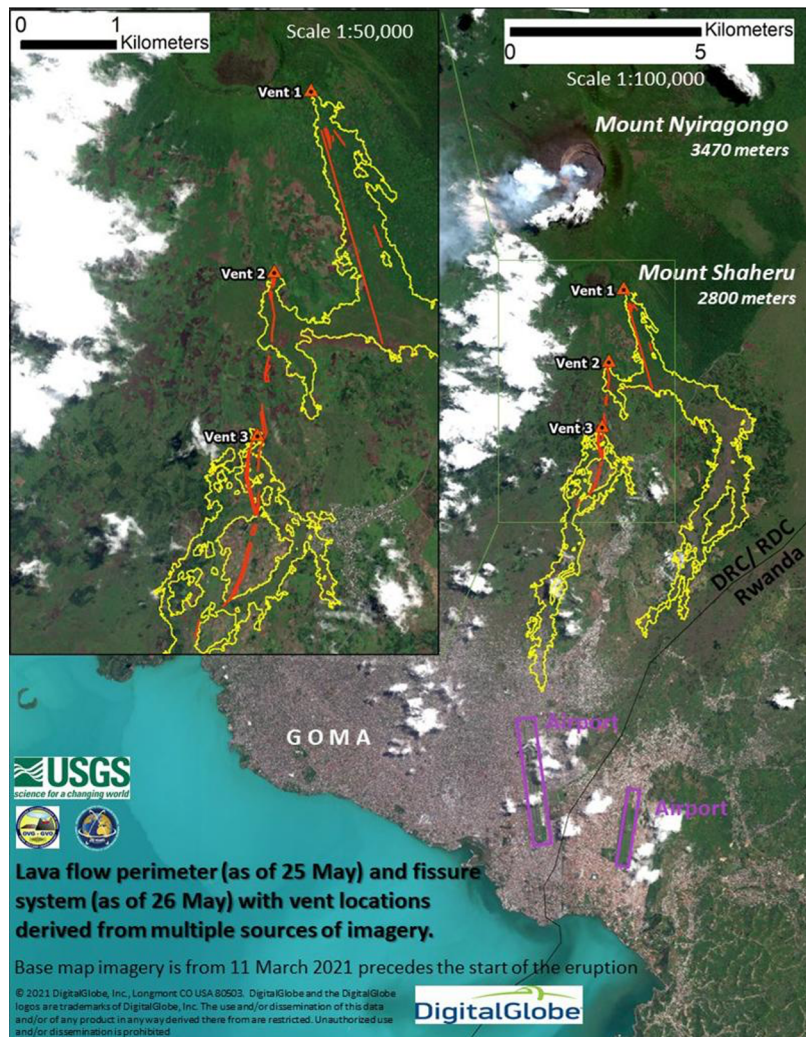 0 1
Kilometers
Scale 1:50,000
0 5
Kilometers
Scale 1:100,000
Mount Nyiragongo
3470 meters
Mount Shaheru
2800 meters
Vent 1
Vent 2
Vent 3
Vent 1
Vent 2
Vent 3
DRC/ RDC
Rwanda
GOMA
Airport
Airport
USGS
science for a changing world
OVG - GVO
Lava flow perimeter (as of 25 May) and fissure
system (as of 26 May) with vent locations
derived from multiple sources of imagery.
Base map imagery is from 11 March 2021 precedes the start of the eruption
© 2021 DigitalGlobe, Inc., Longmont CO USA 80503. DigitalGlobe and the DigitalGlobe
logos are trademarks of DigitalGlobe, Inc. The use and/or dissemination of this data
and/or of any product in any way derived there from are restricted. Unauthorized use
and/or dissemination is prohibited
DigitalGlobe